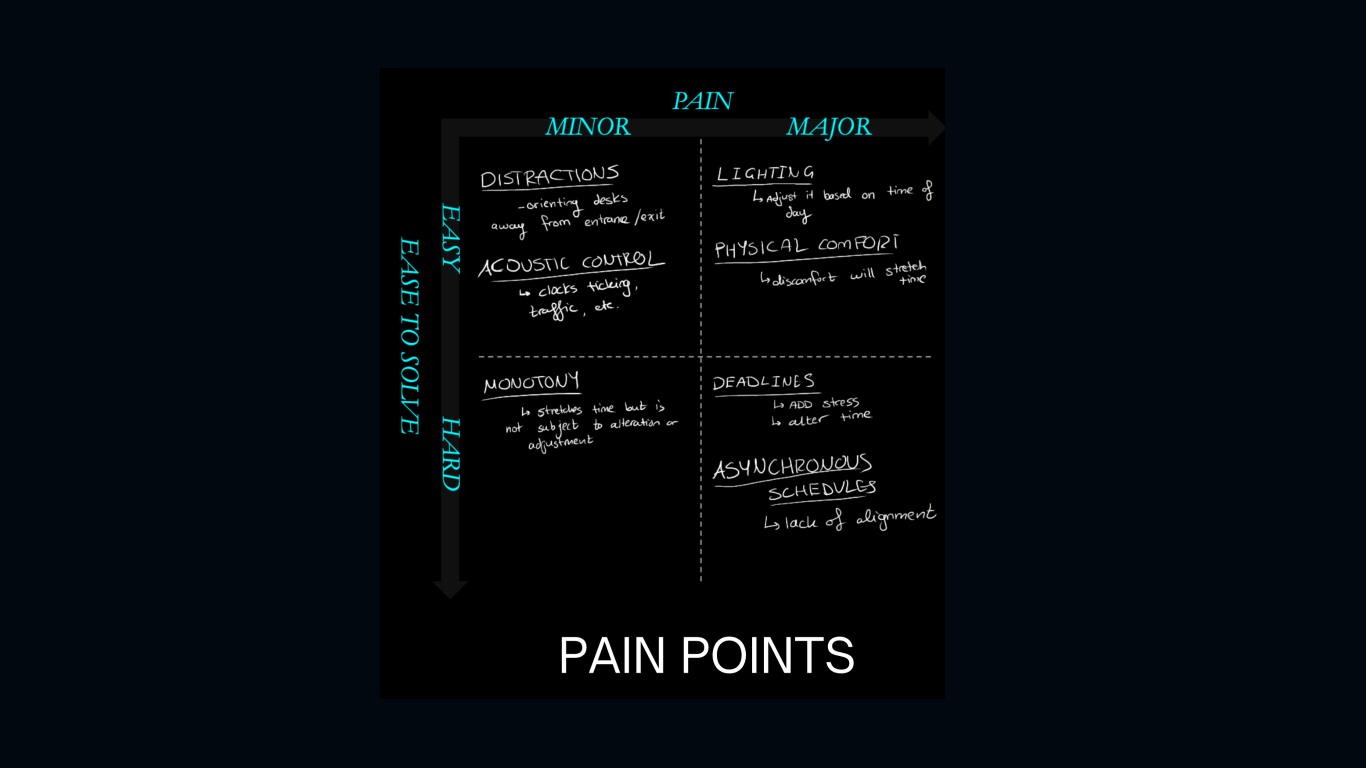 PAIN
MINOR
MAJOR
EASE TO SOLVE
EASY
HARD
DISTRACTIONS
-orienting desks
away from entrance/exit
ACOUSTIC CONTROL
↳ clocks ticking,
traffic, etc.
LIGHTING
↳ Adjust it based on time of
day
PHYSICAL COMFORT
↳ discomfort will stretch
time
MONOTONY
↳ stretches time but is
not subject to alteration or
adjustment
DEADLINES
↳ ADD stress
↳ alter time
ASYNCHRONOUS
SCHEDULES
↳ lack of alignment
PAIN POINTS